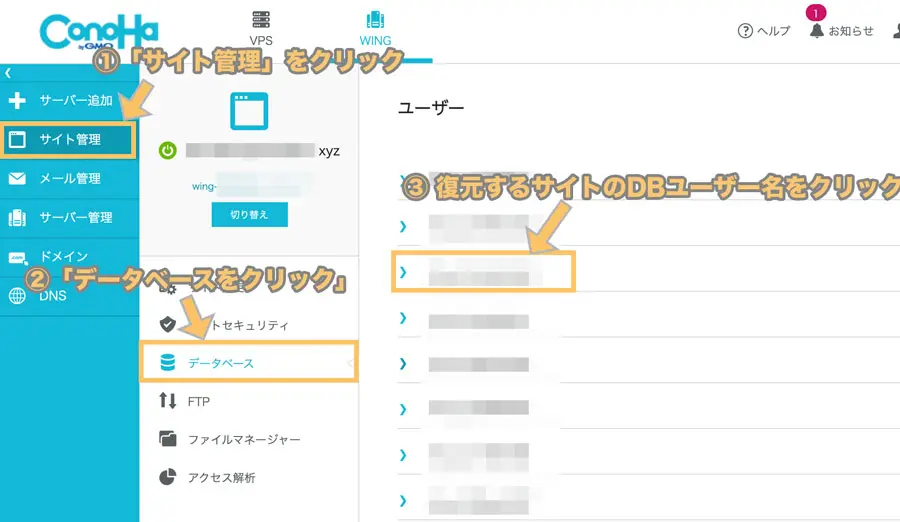 ConoHa
by GMO
VPS
WING
ヘルプ
1
お知らせ
①「サイト管理」をクリック
サーバー追加
サイト管理
メール管理
サーバー管理
ドメイン
DNS
xyz
wing-
切り替え
②「データベースをクリック」
トセキュリティ
データベース
FTP
ファイルマネージャー
アクセス解析
ユーザー
③ 復元するサイトのDBユーザー名をクリック